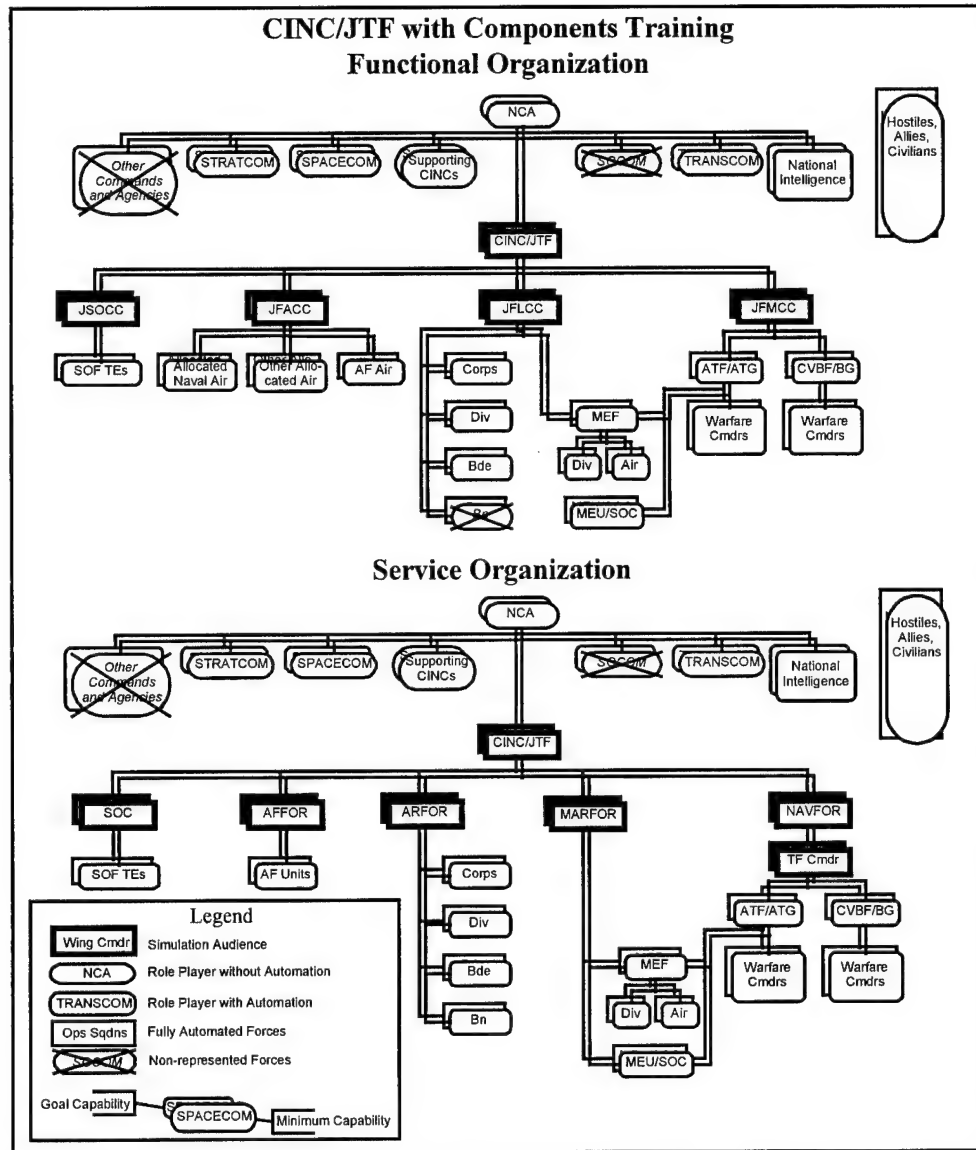 CINC/JTF with Components Training
Functional Organization
NCA
Other
Commands
and Agencies
STRATCOM
SPACECOM
Supporting
CINCs
SOCOM
TRANSCOM
National
Intelligence
Hostiles,
Allies,
Civilians
CINC/JTF
JSOCC
JFACC
JFLCC
JFMCC
SOF TEs
Allocated
Naval Air
Other Allo-
cated Air
AF Air
Corps
Div
Bde
Bn
MEF
Div
Air
MEU/SOC
ATF/ATG
CVBF/BG
Warfare
Cmdrs
Warfare
Cmdrs
Service Organization
NCA
Other
Commands
and Agencies
STRATCOM
SPACECOM
Supporting
CINCs
SOCOM
TRANSCOM
National
Intelligence
Hostiles,
Allies,
Civilians
CINC/JTF
SOC
AFFOR
ARFOR
MARFOR
NAVFOR
TF Cmdr
SOF TEs
AF Units
Corps
Div
Bde
Bn
MEF
Div
Air
MEU/SOC
ATF/ATG
CVBF/BG
Warfare
Cmdrs
Warfare
Cmdrs
Legend
Wing Cmdr Simulation Audience
NCA Role Player without Automation
TRANSCOM Role Player with Automation
Ops Sqdns Fully Automated Forces
SOCOM Non-represented Forces
Goal Capability
SPACECOM
Minimum Capability